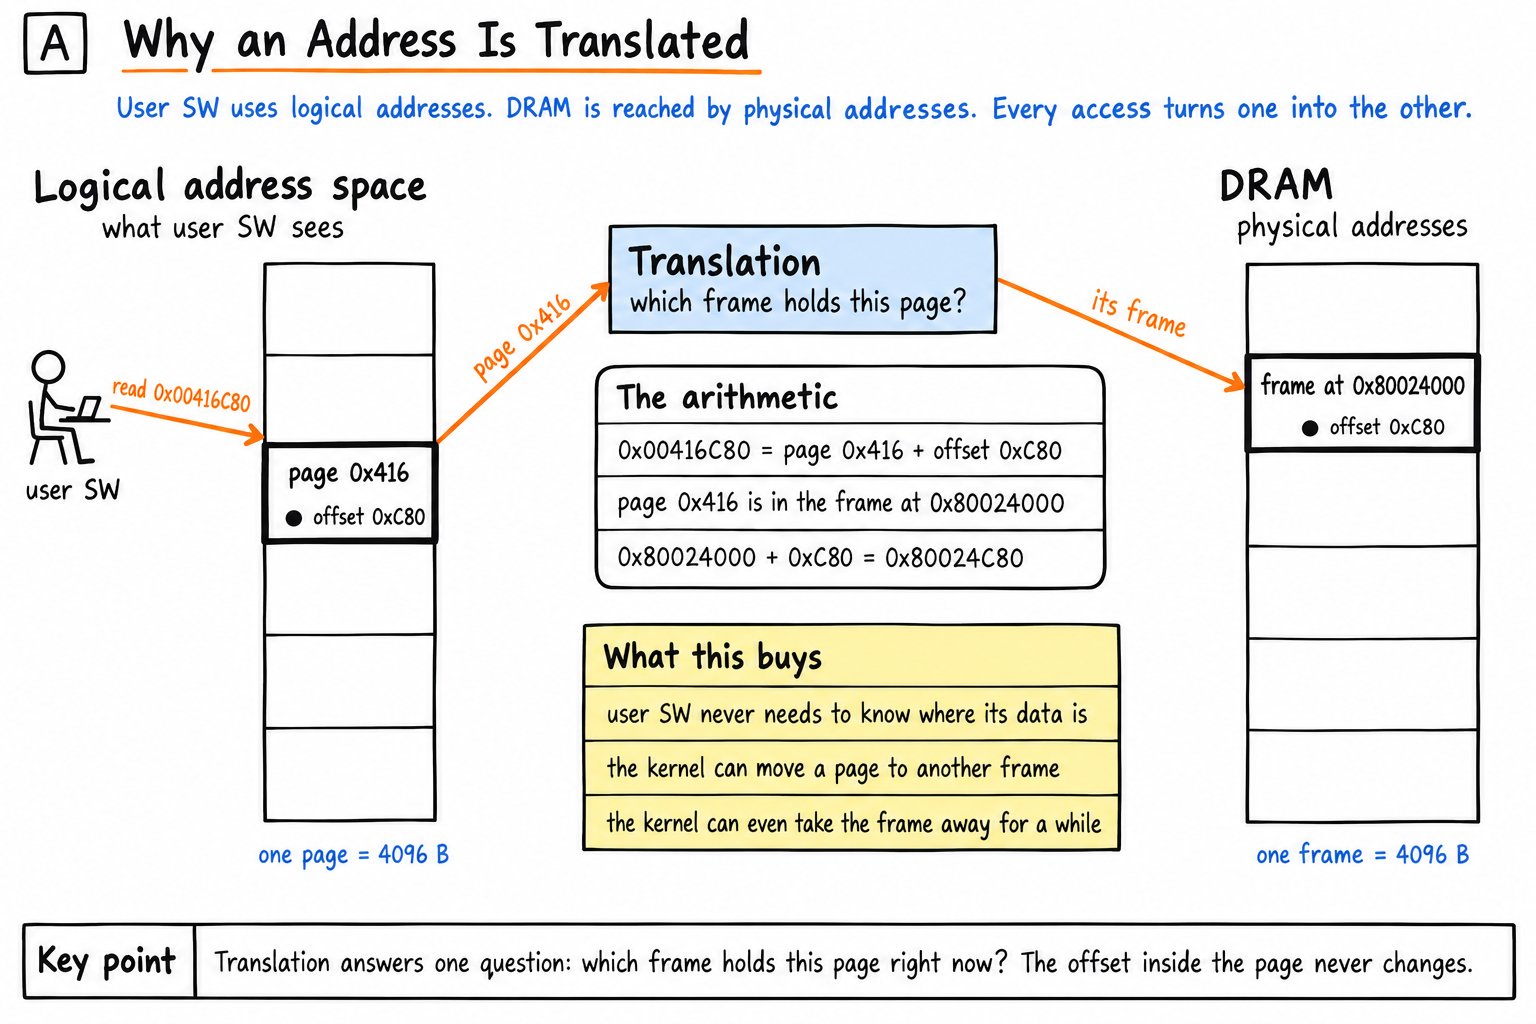 A
Why an Address Is Translated
User SW uses logical addresses. DRAM is reached by physical addresses. Every access turns one into the other.
Logical address space
what user SW sees
read 0x00416C80
user SW
page 0x416
offset 0xC80
one page = 4096 B
page 0x416
Translation
which frame holds this page?
its frame
The arithmetic
0x00416C80 = page 0x416 + offset 0xC80
page 0x416 is in the frame at 0x80024000
0x80024000 + 0xC80 = 0x80024C80
What this buys
user SW never needs to know where its data is
the kernel can move a page to another frame
the kernel can even take the frame away for a while
DRAM
physical addresses
frame at 0x80024000
offset 0xC80
one frame = 4096 B
Key point
Translation answers one question: which frame holds this page right now? The offset inside the page never changes.